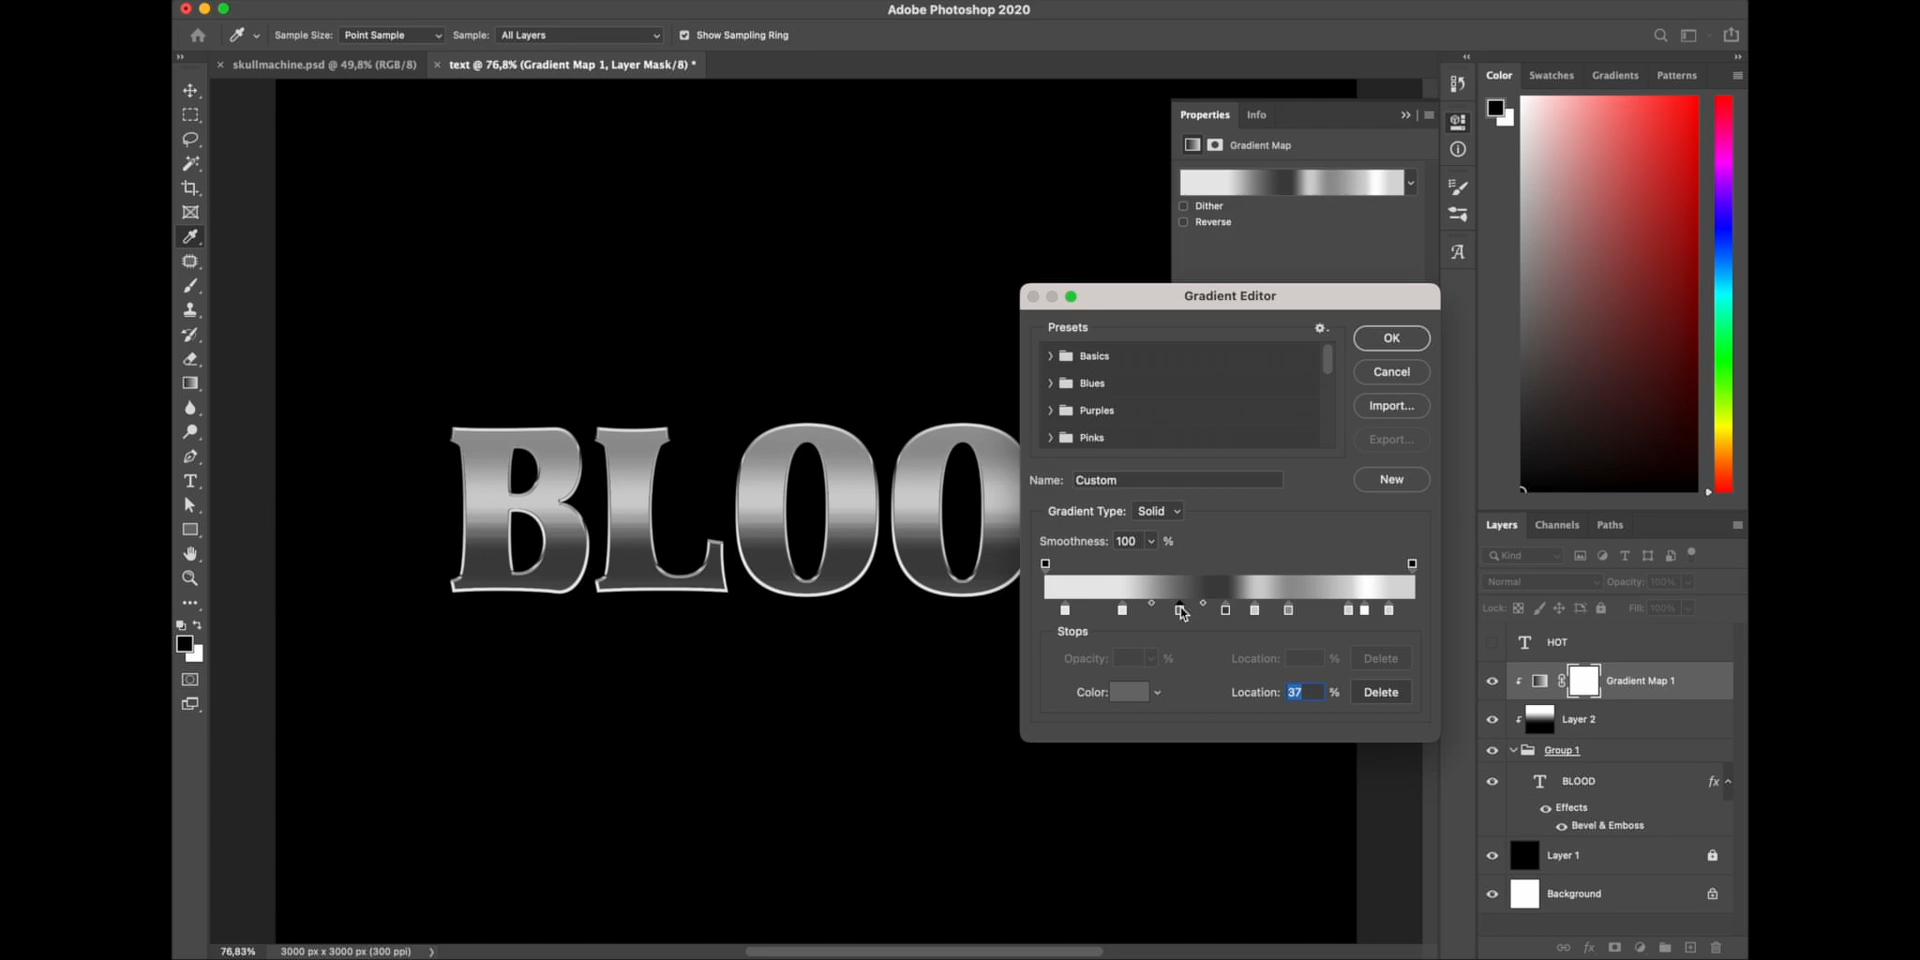 Adobe Photoshop 2020
Sample Size: Point Sample Sample: All Layers Show Sampling Ring
skullmachine.psd @ 49,8% (RGB/8) text @ 76,8% (Gradient Map 1, Layer Mask/8) *
Color Swatches Gradients Patterns
Properties Info
Gradient Map
Dither
Reverse
Gradient Editor
Presets
OK
Basics
Cancel
Blues
Import...
Purples
Export...
Pinks
Name: Custom
New
Gradient Type: Solid
Smoothness: 100 %
Stops
Opacity: % Location: % Delete
Color: Location: 37 % Delete
BLOO
Layers Channels Paths
Kind
Normal Opacity: 100%
Lock: Fill: 100%
HOT
Gradient Map 1
Layer 2
Group 1
BLOOD fx
Effects
Bevel & Emboss
Layer 1
Background
fx
76,83% 3000 px x 3000 px (300 ppi)